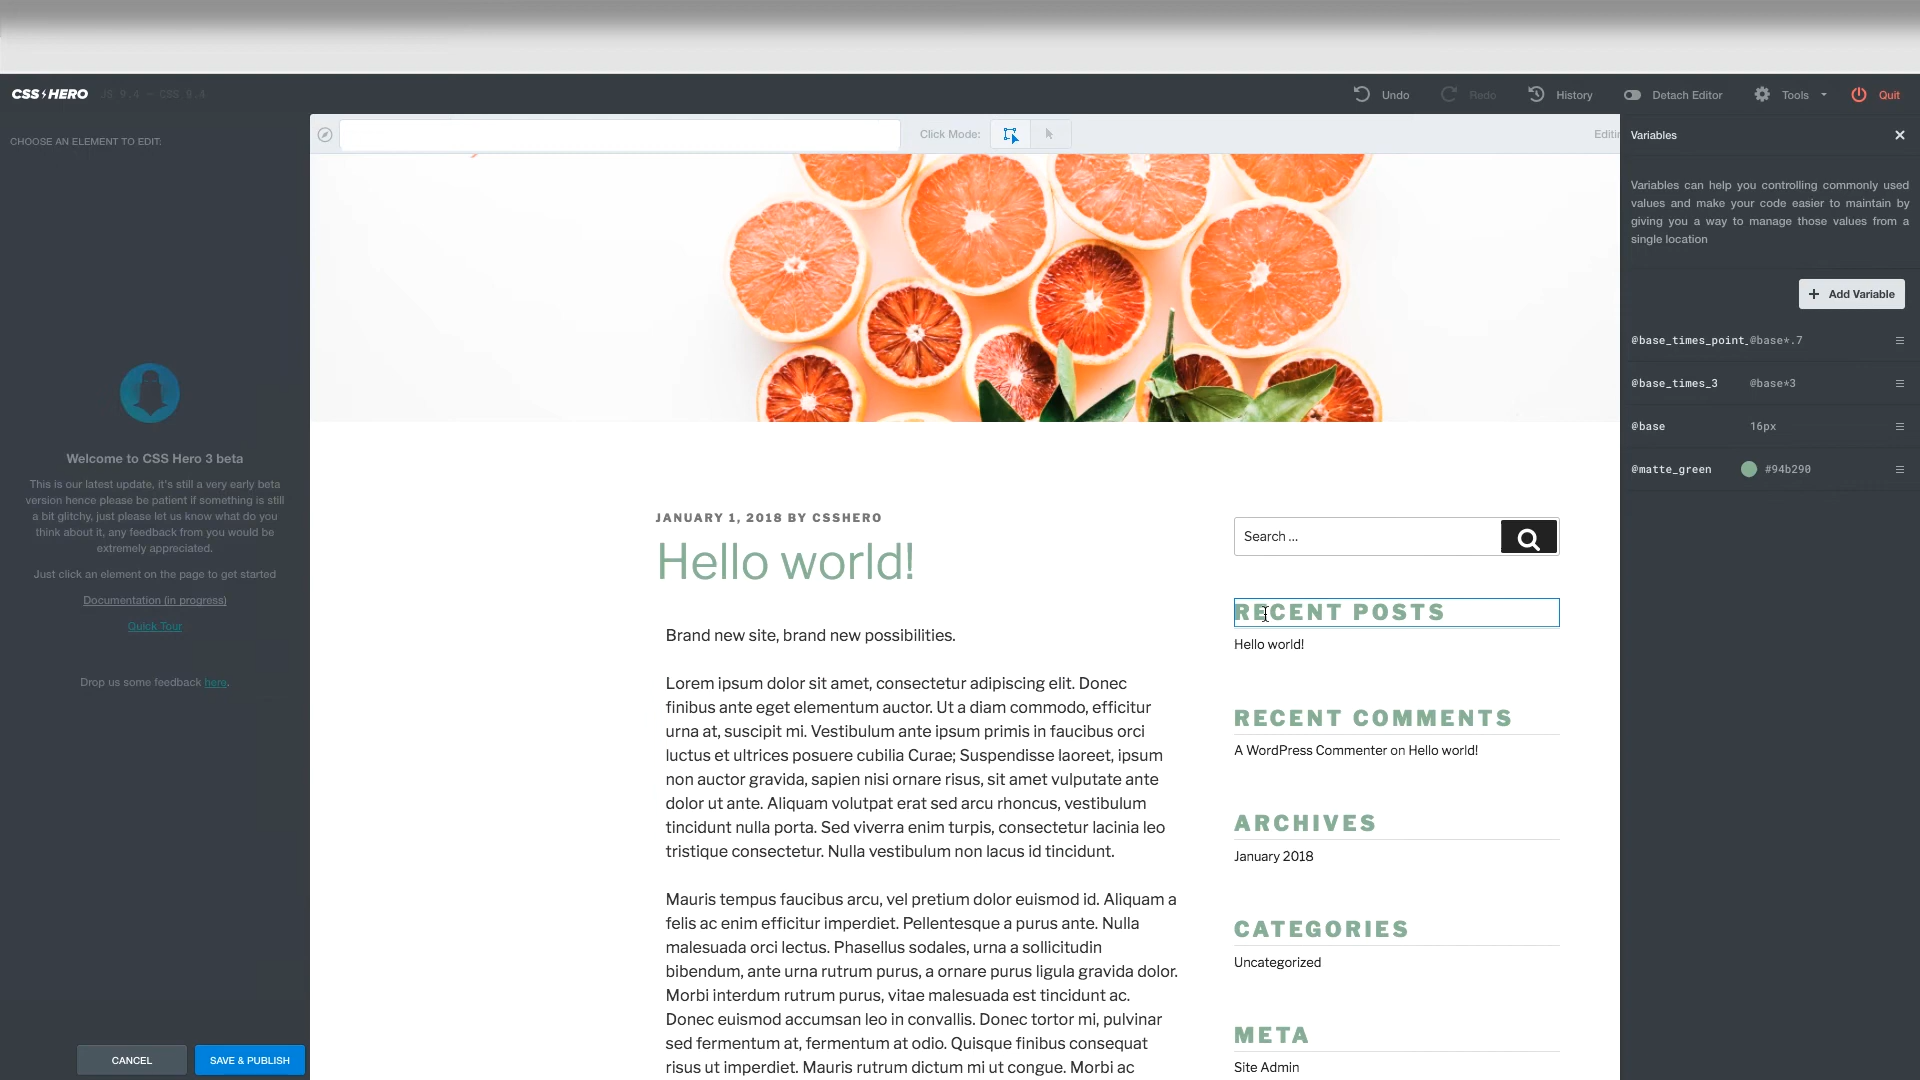 CSS HERO JS 9.4 — CSS 9.A
Undo
Redo
History
Detach Editor
Tools
Quit
CHOOSE AN ELEMENT TO EDIT:
Click Mode:
Variables
Variables can help you controlling commonly used
values and make your code easier to maintain by
giving you a way to manage those values from a
single location
+ Add Variable
@base_times_point_ @base*.7
@base_times_3 @base*3
@base 16px
@matte_green #94b290
Welcome to CSS Hero 3 beta
This is our latest update, it's still a very early beta
version hence please be patient if something is still
a bit glitchy, just please let us know what do you
think about it, any feedback from you would be
extremely appreciated.
Just click an element on the page to get started
Documentation (in progress)
Quick Tour
Drop us some feedback here.
CANCEL
SAVE & PUBLISH
JANUARY 1, 2018 BY CSSHERO
Hello world!
Brand new site, brand new possibilities.
Lorem ipsum dolor sit amet, consectetur adipiscing elit. Donec
finibus ante eget elementum auctor. Ut a diam commodo, efficitur
urna at, suscipit mi. Vestibulum ante ipsum primis in faucibus orci
luctus et ultrices posuere cubilia Curae; Suspendisse laoreet, ipsum
non auctor gravida, sapien nisi ornare risus, sit amet vulputate ante
dolor ut ante. Aliquam volutpat erat sed arcu rhoncus, vestibulum
tincidunt nulla porta. Sed viverra enim turpis, consectetur lacinia leo
tristique consectetur. Nulla vestibulum non lacus id tincidunt.
Mauris tempus faucibus arcu, vel pretium dolor euismod id. Aliquam a
felis ac enim efficitur imperdiet. Pellentesque a purus ante. Nulla
malesuada orci lectus. Phasellus sodales, urna a sollicitudin
bibendum, ante urna rutrum purus, a ornare purus ligula gravida dolor.
Morbi interdum rutrum purus, vitae malesuada est tincidunt ac.
Donec euismod accumsan leo in convallis. Donec tortor mi, pulvinar
sed fermentum at, fermentum at odio. Quisque finibus consequat
risus ut imperdiet. Mauris rutrum dictum mi ut congue. Morbi ac
Search ...
RECENT POSTS
Hello world!
RECENT COMMENTS
A WordPress Commenter on Hello world!
ARCHIVES
January 2018
CATEGORIES
Uncategorized
META
Site Admin